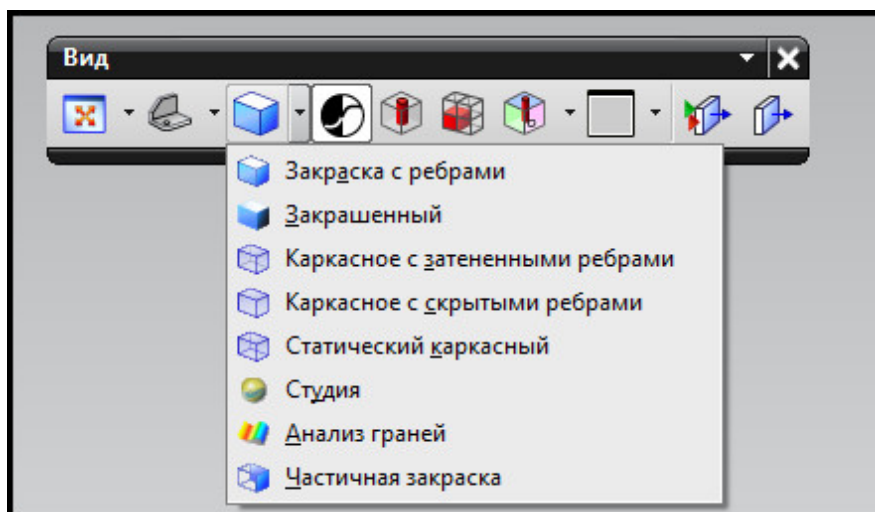 Вид
Закраска с ребрами
Закрашенный
Каркасное с затененными ребрами
Каркасное с скрытыми ребрами
Статический каркасный
Студия
Анализ граней
Частичная закраска